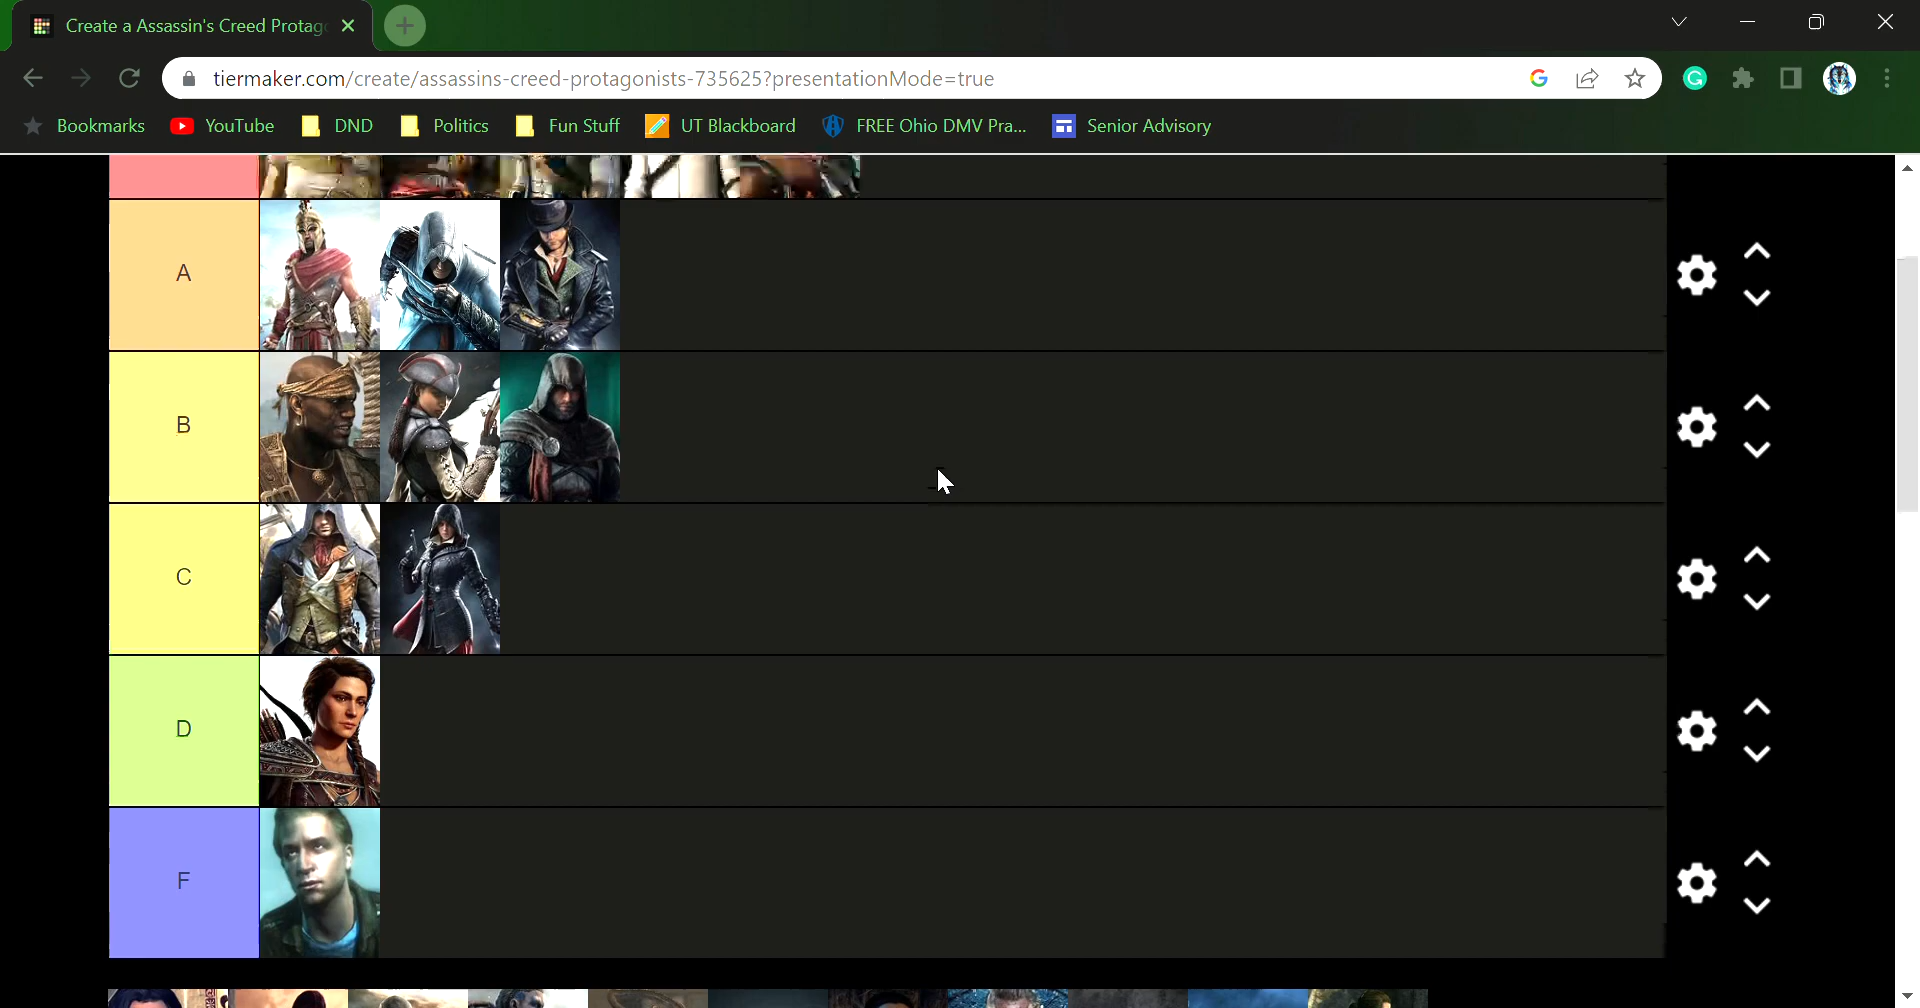 Create a Assassin's Creed Protag
tiermaker.com/create/assassins-creed-protagonists-735625?presentationMode=true
Bookmarks YouTube DND Politics Fun Stuff UT Blackboard FREE Ohio DMV Pra... Senior Advisory
A
B
C
D
F